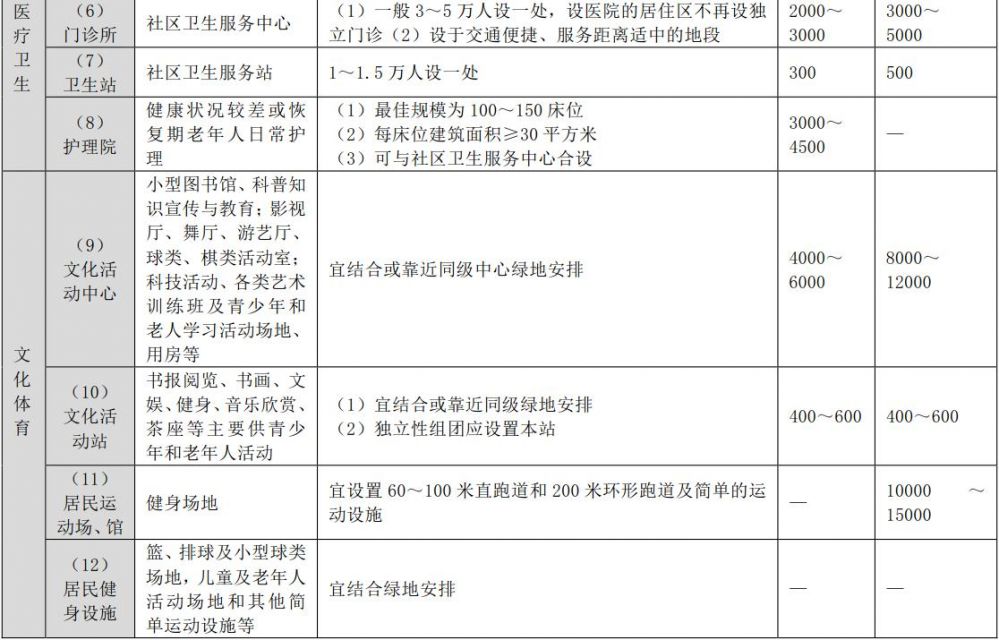 医
疗
卫
生
（6）
门诊所
社区卫生服务中心
（1）一般 3～5 万人设一处，设医院的居住区不再设独
立门诊（2）设于交通便捷、服务距离适中的地段
2000～
3000
3000～
5000
（7）
卫生站
社区卫生服务站
1～1.5 万人设一处
300
500
（8）
护理院
健康状况较差或恢
复期老年人日常护
理
（1）最佳规模为 100～150 床位
（2）每床位建筑面积≥30 平方米
（3）可与社区卫生服务中心合设
3000～
4500
—
文
化
体
育
（9）
文化活
动中心
小型图书馆、科普知
识宣传与教育；影视
厅、舞厅、游艺厅、
球类、棋类活动室；
科技活动、各类艺术
训练班及青少年和
老人学习活动场地、
用房等
宜结合或靠近同级中心绿地安排
4000～
6000
8000～
12000
（10）
文化活
动站
书报阅览、书画、文
娱、健身、音乐欣赏、
茶座等主要供青少
年和老年人活动
（1）宜结合或靠近同级绿地安排
（2）独立性组团应设置本站
400～600
400～600
（11）
居民运
动场、馆
健身场地
宜设置 60～100 米直跑道和 200 米环形跑道及简单的运
动设施
—
10000 ～
15000
（12）
居民健
身设施
篮、排球及小型球类
场地，儿童及老年人
活动场地和其他简
单运动设施等
宜结合绿地安排
—
—